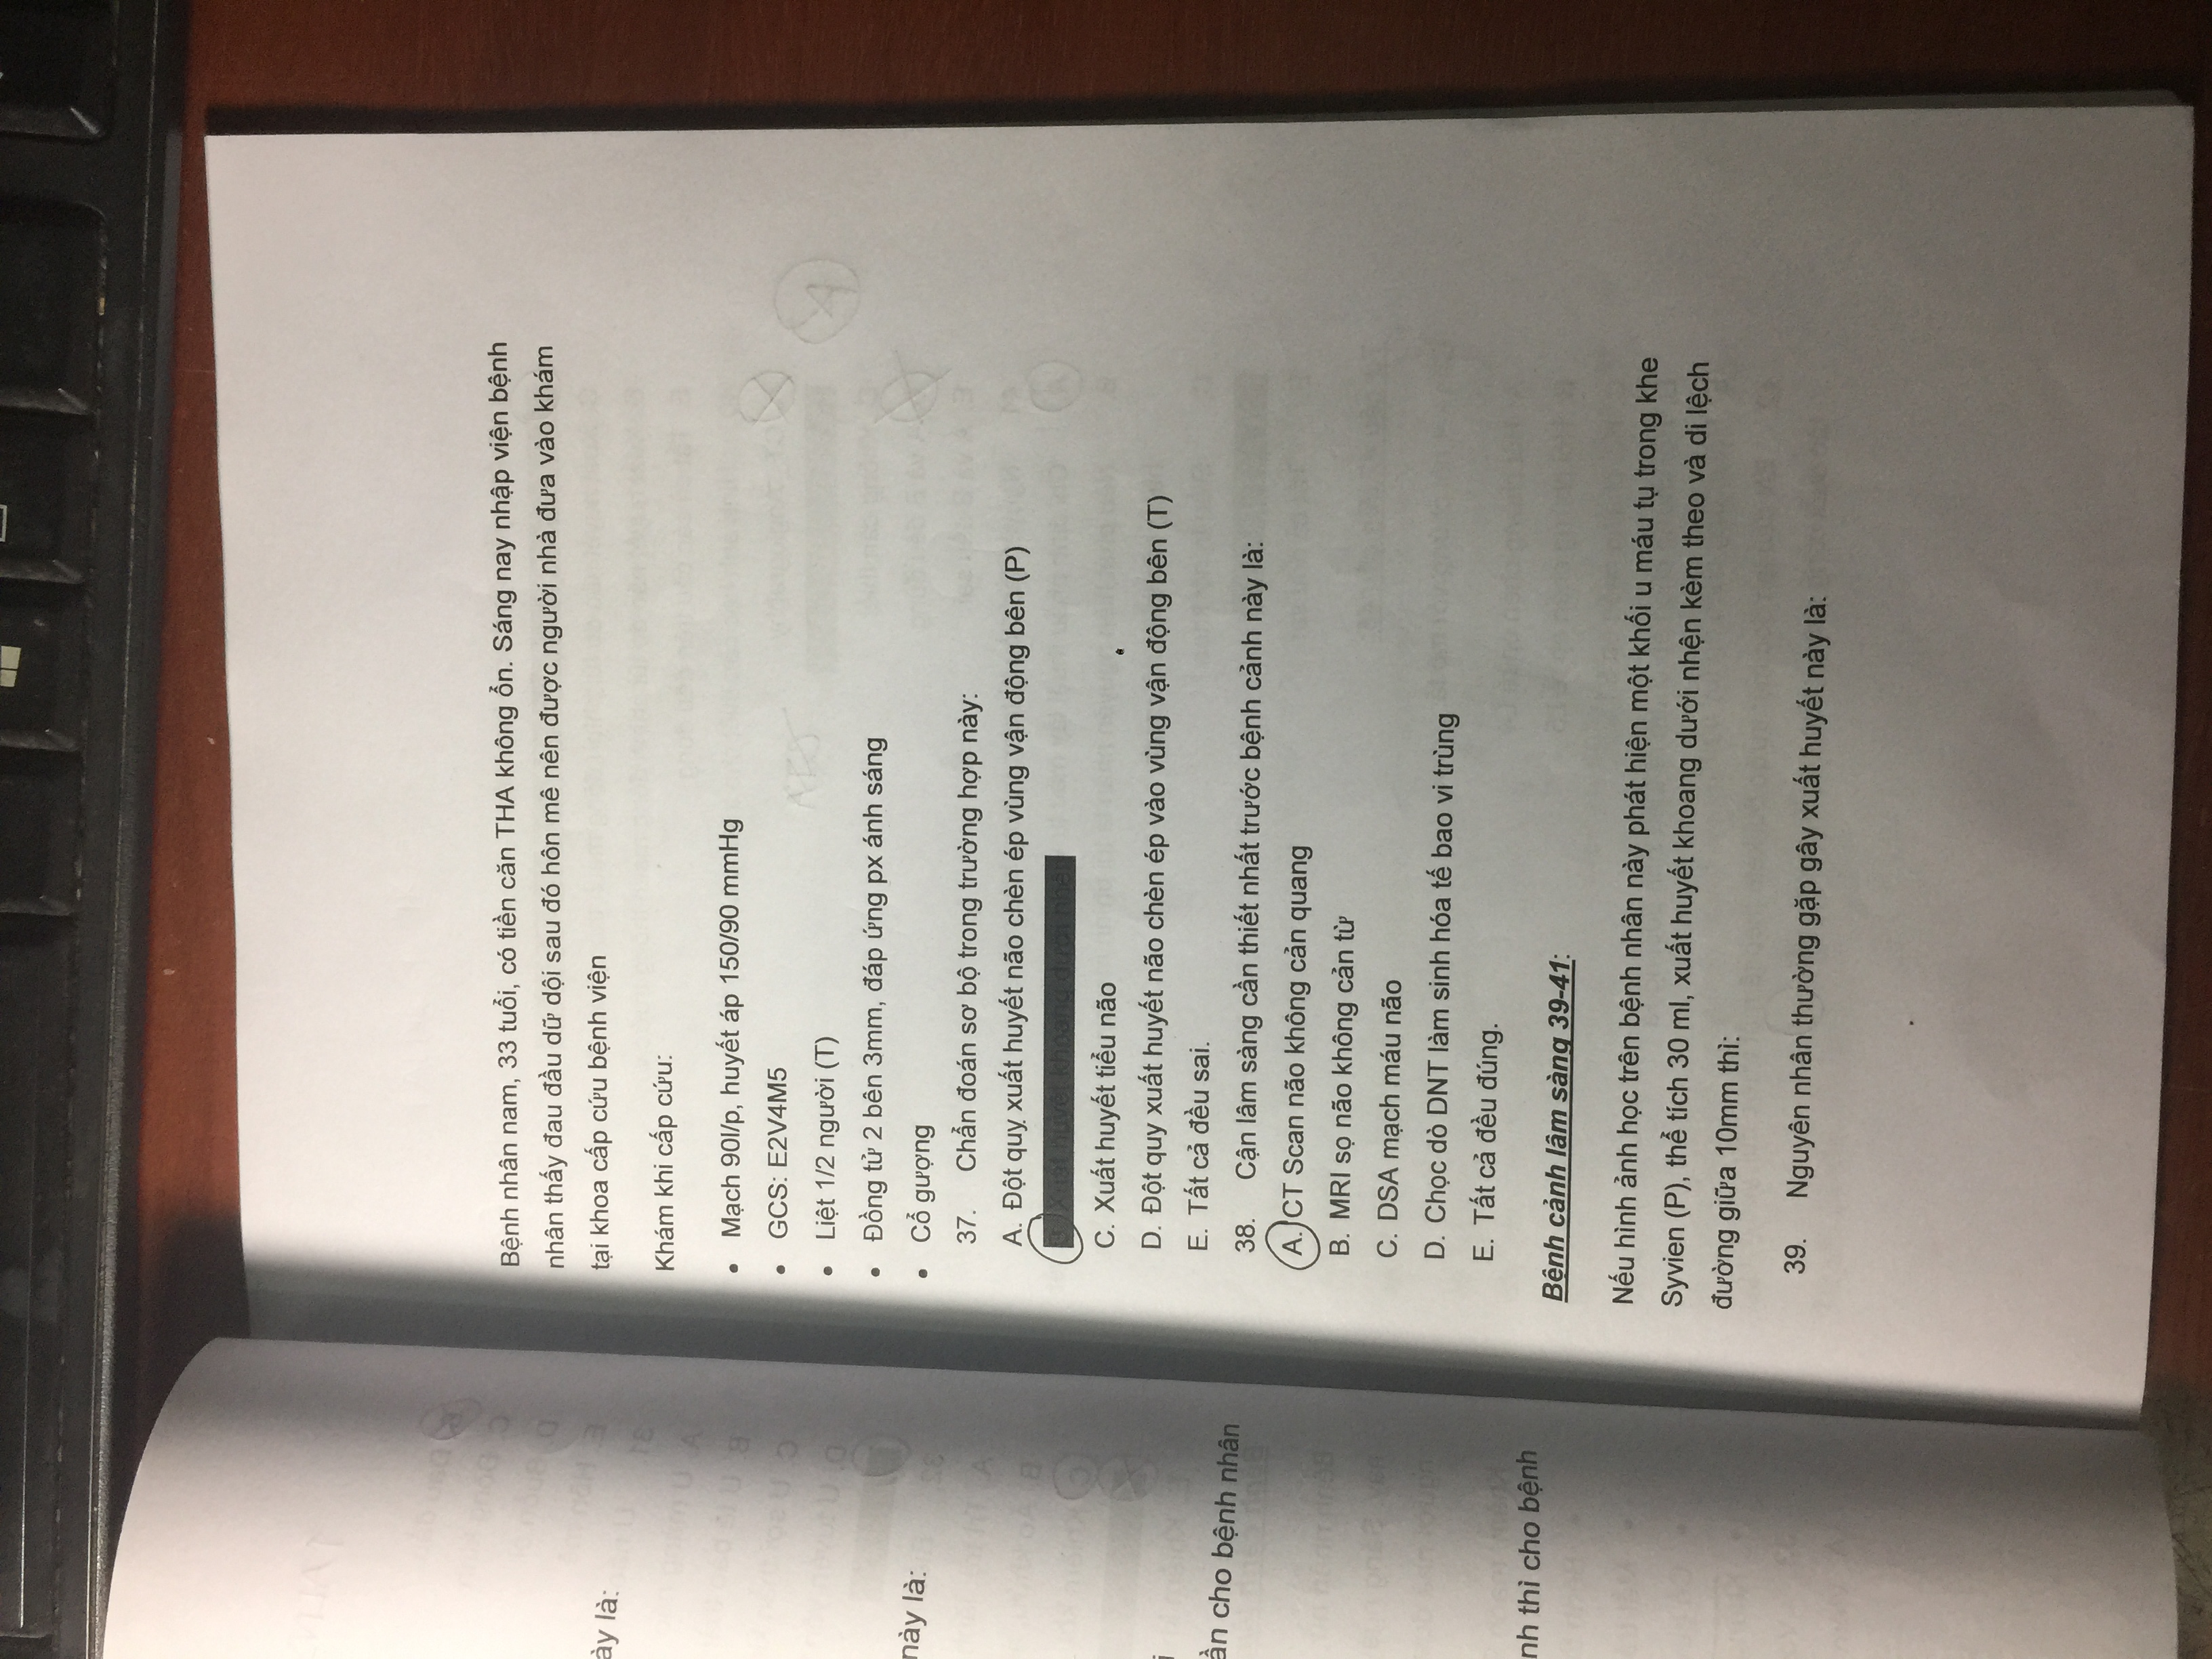 ày là:
này là:
ần cho bệnh nhân
nh thì cho bệnh
Bệnh nhân nam, 33 tuổi, có tiền căn THA không ổn. Sáng nay nhập viện bệnh
nhân thấy đau đầu dữ dội sau đó hôn mê nên được người nhà đưa vào khám
tại khoa cấp cứu bệnh viện
Khám khi cấp cứu:
• Mạch 90l/p, huyết áp 150/90 mmHg
• GCS: E2V4M5
• Liệt 1/2 người (T)
• Đồng tử 2 bên 3mm, đáp ứng px ánh sáng
• Cổ gượng
37. Chẩn đoán sơ bộ trong trường hợp này:
A. Đột quỵ xuất huyết não chèn ép vùng vận động bên (P)
B. Xuất huyết khoang dưới nhện
C. Xuất huyết tiểu não
D. Đột quy xuất huyết não chèn ép vào vùng vận động bên (T)
E. Tất cả đều sai.
38. Cận lâm sàng cần thiết nhất trước bệnh cảnh này là:
A. CT Scan não không cản quang
B. MRI sọ não không cản từ
C. DSA mạch máu não
D. Chọc dò DNT làm sinh hóa tế bao vi trùng
E. Tất cả đều đúng.
Bệnh cảnh lâm sàng 39-41:
Nếu hình ảnh học trên bệnh nhân này phát hiện một khối u máu tụ trong khe
Syvien (P), thể tích 30 ml, xuất huyết khoang dưới nhện kèm theo và di lệch
đường giữa 10mm thì:
39. Nguyên nhân thường gặp gây xuất huyết này là: